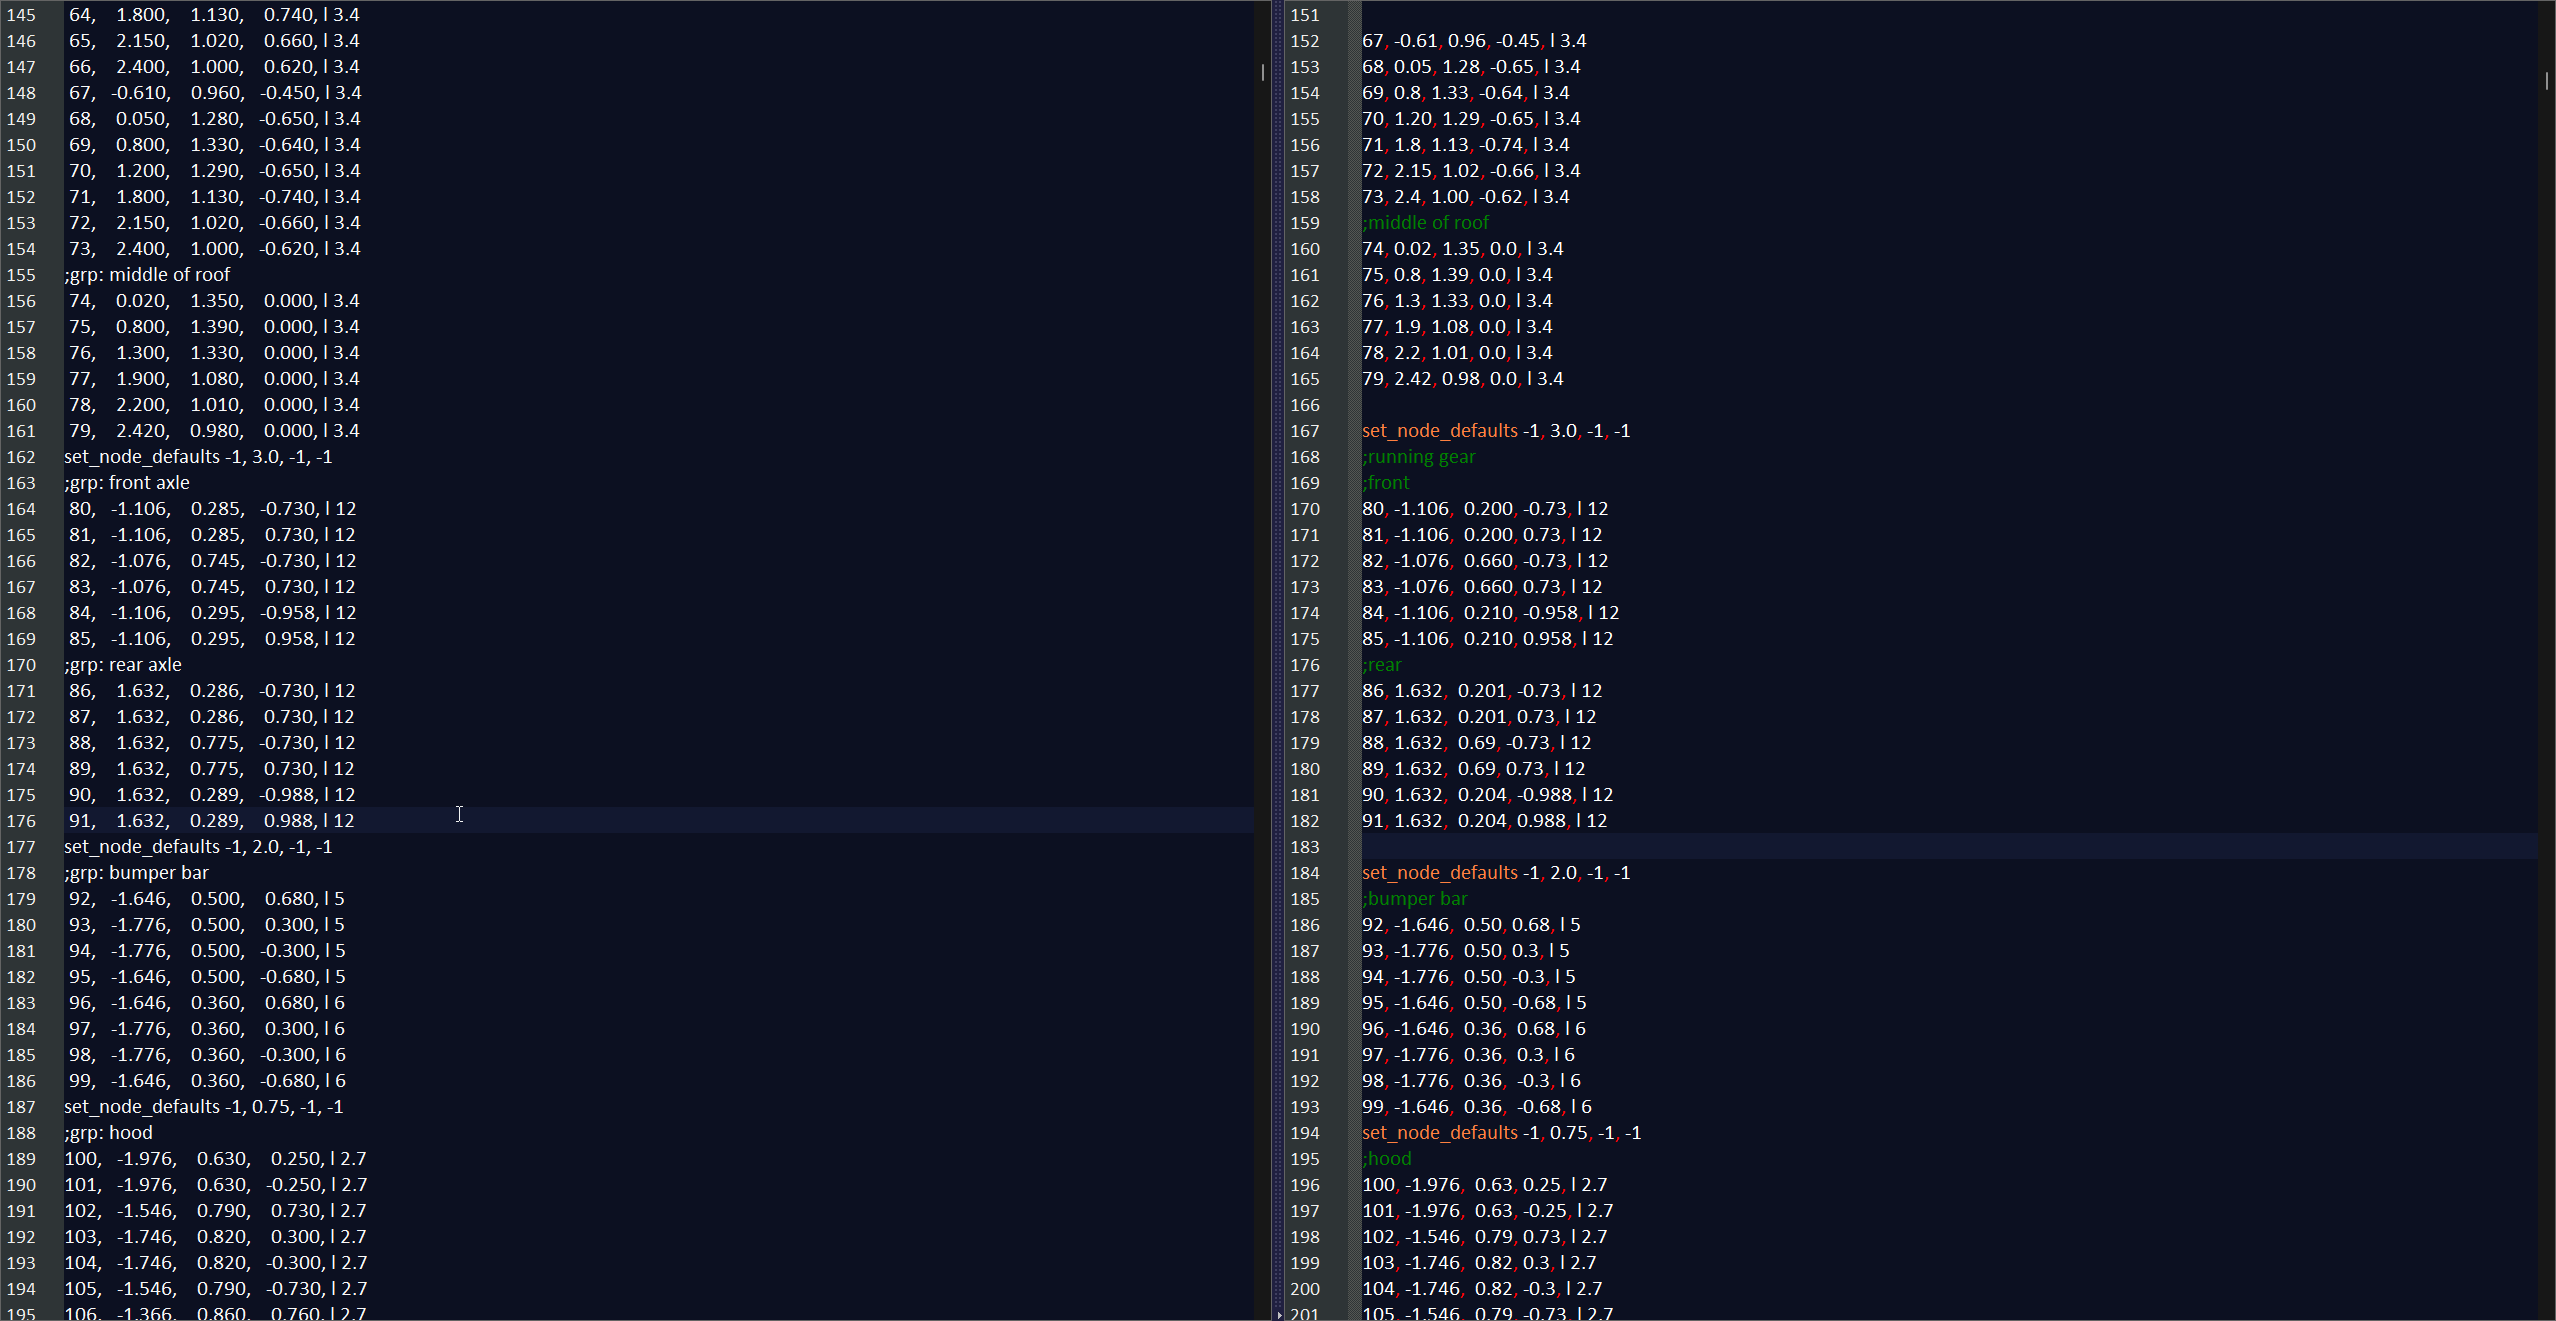 145 64, 1.800, 1.130, 0.740, l 3.4
146 65, 2.150, 1.020, 0.660, l 3.4
147 66, 2.400, 1.000, 0.620, l 3.4
148 67, -0.610, 0.960, -0.450, l 3.4
149 68, 0.050, 1.280, -0.650, l 3.4
150 69, 0.800, 1.330, -0.640, l 3.4
151 70, 1.200, 1.290, -0.650, l 3.4
152 71, 1.800, 1.130, -0.740, l 3.4
153 72, 2.150, 1.020, -0.660, l 3.4
154 73, 2.400, 1.000, -0.620, l 3.4
155 ;grp: middle of roof
156 74, 0.020, 1.350, 0.000, l 3.4
157 75, 0.800, 1.390, 0.000, l 3.4
158 76, 1.300, 1.330, 0.000, l 3.4
159 77, 1.900, 1.080, 0.000, l 3.4
160 78, 2.200, 1.010, 0.000, l 3.4
161 79, 2.420, 0.980, 0.000, l 3.4
162 set_node_defaults -1, 3.0, -1, -1
163 ;grp: front axle
164 80, -1.106, 0.285, -0.730, l 12
165 81, -1.106, 0.285, 0.730, l 12
166 82, -1.076, 0.745, -0.730, l 12
167 83, -1.076, 0.745, 0.730, l 12
168 84, -1.106, 0.295, -0.958, l 12
169 85, -1.106, 0.295, 0.958, l 12
170 ;grp: rear axle
171 86, 1.632, 0.286, -0.730, l 12
172 87, 1.632, 0.286, 0.730, l 12
173 88, 1.632, 0.775, -0.730, l 12
174 89, 1.632, 0.775, 0.730, l 12
175 90, 1.632, 0.289, -0.988, l 12
176 91, 1.632, 0.289, 0.988, l 12
177 set_node_defaults -1, 2.0, -1, -1
178 ;grp: bumper bar
179 92, -1.646, 0.500, 0.680, l 5
180 93, -1.776, 0.500, 0.300, l 5
181 94, -1.776, 0.500, -0.300, l 5
182 95, -1.646, 0.500, -0.680, l 5
183 96, -1.646, 0.360, 0.680, l 6
184 97, -1.776, 0.360, 0.300, l 6
185 98, -1.776, 0.360, -0.300, l 6
186 99, -1.646, 0.360, -0.680, l 6
187 set_node_defaults -1, 0.75, -1, -1
188 ;grp: hood
189 100, -1.976, 0.630, 0.250, l 2.7
190 101, -1.976, 0.630, -0.250, l 2.7
191 102, -1.546, 0.790, 0.730, l 2.7
192 103, -1.746, 0.820, 0.300, l 2.7
193 104, -1.746, 0.820, -0.300, l 2.7
194 105, -1.546, 0.790, -0.730, l 2.7
195 106, -1.366, 0.860, 0.760, l 2.7
151
152 67, -0.61, 0.96, -0.45, l 3.4
153 68, 0.05, 1.28, -0.65, l 3.4
154 69, 0.8, 1.33, -0.64, l 3.4
155 70, 1.20, 1.29, -0.65, l 3.4
156 71, 1.8, 1.13, -0.74, l 3.4
157 72, 2.15, 1.02, -0.66, l 3.4
158 73, 2.4, 1.00, -0.62, l 3.4
159 ;middle of roof
160 74, 0.02, 1.35, 0.0, l 3.4
161 75, 0.8, 1.39, 0.0, l 3.4
162 76, 1.3, 1.33, 0.0, l 3.4
163 77, 1.9, 1.08, 0.0, l 3.4
164 78, 2.2, 1.01, 0.0, l 3.4
165 79, 2.42, 0.98, 0.0, l 3.4
166
167 set_node_defaults -1, 3.0, -1, -1
168 ;running gear
169 ;front
170 80, -1.106, 0.200, -0.73, l 12
171 81, -1.106, 0.200, 0.73, l 12
172 82, -1.076, 0.660, -0.73, l 12
173 83, -1.076, 0.660, 0.73, l 12
174 84, -1.106, 0.210, -0.958, l 12
175 85, -1.106, 0.210, 0.958, l 12
176 ;rear
177 86, 1.632, 0.201, -0.73, l 12
178 87, 1.632, 0.201, 0.73, l 12
179 88, 1.632, 0.69, -0.73, l 12
180 89, 1.632, 0.69, 0.73, l 12
181 90, 1.632, 0.204, -0.988, l 12
182 91, 1.632, 0.204, 0.988, l 12
183
184 set_node_defaults -1, 2.0, -1, -1
185 ;bumper bar
186 92, -1.646, 0.50, 0.68, l 5
187 93, -1.776, 0.50, 0.3, l 5
188 94, -1.776, 0.50, -0.3, l 5
189 95, -1.646, 0.50, -0.68, l 5
190 96, -1.646, 0.36, 0.68, l 6
191 97, -1.776, 0.36, 0.3, l 6
192 98, -1.776, 0.36, -0.3, l 6
193 99, -1.646, 0.36, -0.68, l 6
194 set_node_defaults -1, 0.75, -1, -1
195 ;hood
196 100, -1.976, 0.63, 0.25, l 2.7
197 101, -1.976, 0.63, -0.25, l 2.7
198 102, -1.546, 0.79, 0.73, l 2.7
199 103, -1.746, 0.82, 0.3, l 2.7
200 104, -1.746, 0.82, -0.3, l 2.7
201 105, -1.546, 0.79, -0.73, l 2.7